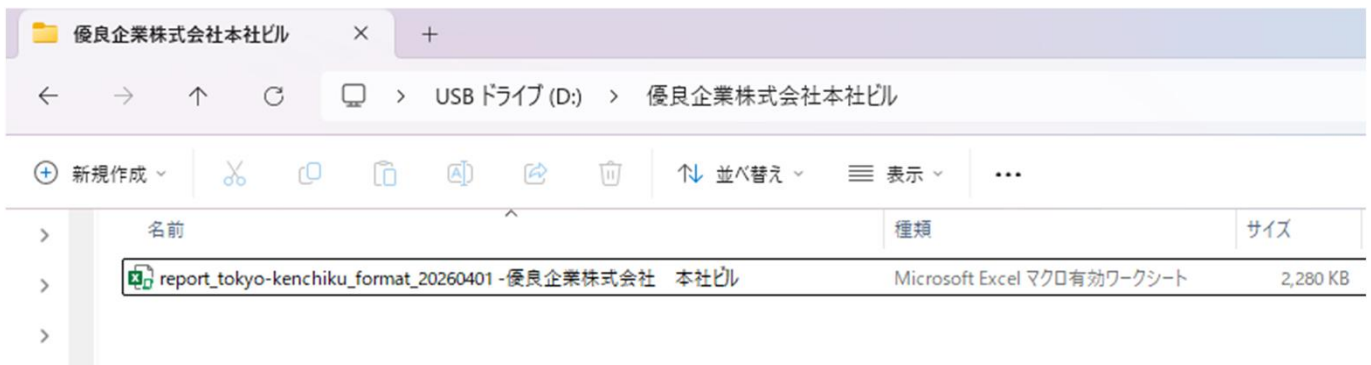 優良企業株式会社本社ビル
USB ドライブ (D:) > 優良企業株式会社本社ビル
新規作成 並べ替え 表示
名前 種類 サイズ
report_tokyo-kenchiku_format_20260401 -優良企業株式会社　本社ビル Microsoft Excel マクロ有効ワークシート 2,280 KB